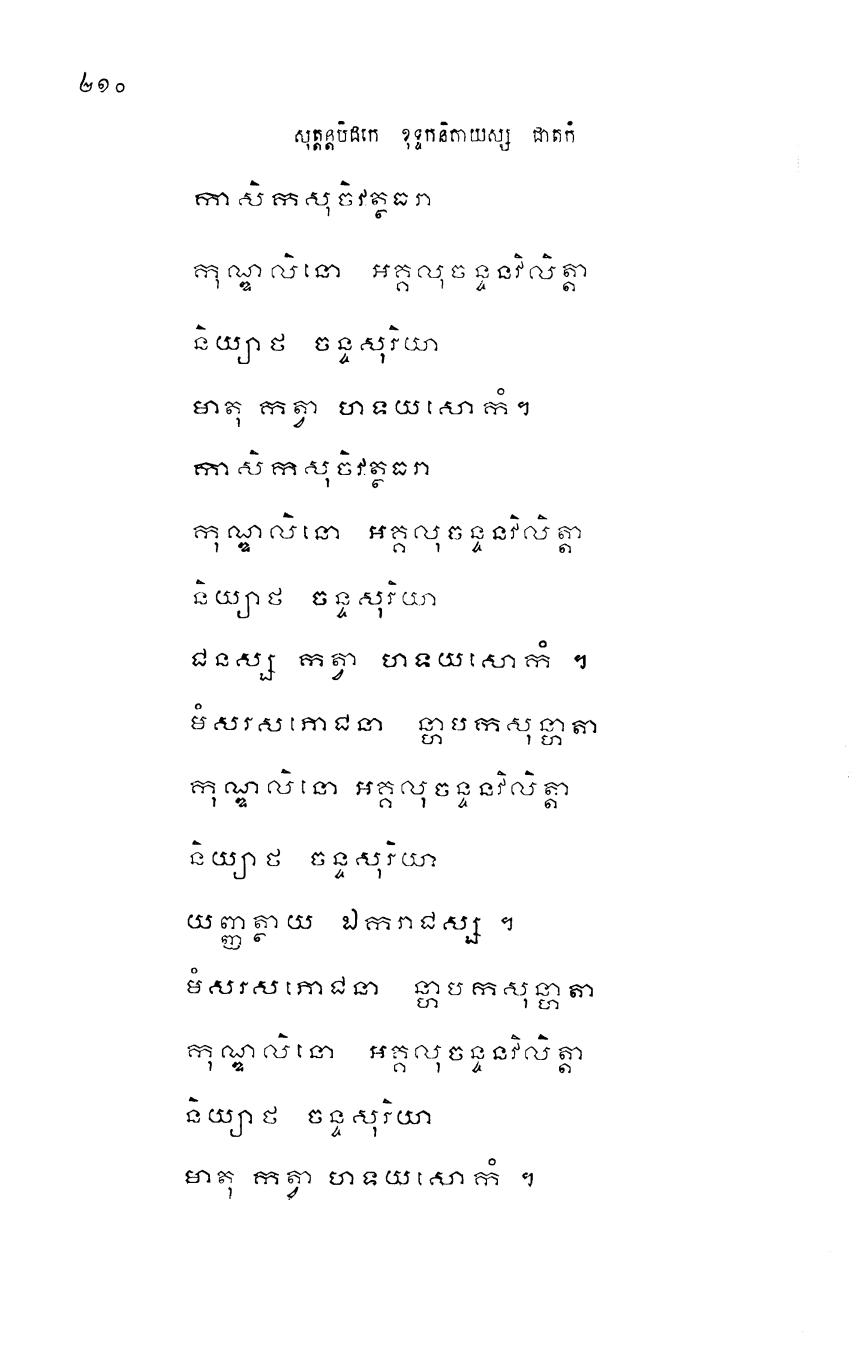 ២១០
សុត្តន្តបិដកេ ខុទ្ទកនិកាយស្ស ជាតកំ
កាសិកសុចិវត្ថធរា
កុណ្ឌលិនោ អគ្គលុចន្ទនវិលិត្តា
និយ្យាថ ចន្ទសុរិយា
មាតុ កត្វា ហទយសោកំ។
កាសិកសុចិវត្ថធរា
កុណ្ឌលិនោ អគ្គលុចន្ទនវិលិត្តា
និយ្យាថ ចន្ទសុរិយា
ជនស្ស កត្វា ហទយសោកំ ។
មំសរសភោជនា ន្ហាបកសុន្ហាតា
កុណ្ឌលិនោ អគ្គលុចន្ទនវិលិត្តា
និយ្យាថ ចន្ទសុរិយា
យញ្ញត្ថាយ ឯករាជស្ស ។
មំសរសភោជនា ន្ហាបកសុន្ហាតា
កុណ្ឌលិនោ អគ្គលុចន្ទនវិលិត្តា
និយ្យាថ ចន្ទសុរិយា
មាតុ កត្វា ហទយសោកំ ។